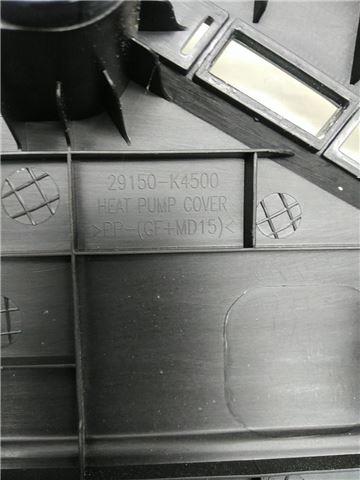 29150-K4500
HEAT PUMP COVER
>PP-(GF+MD15)<